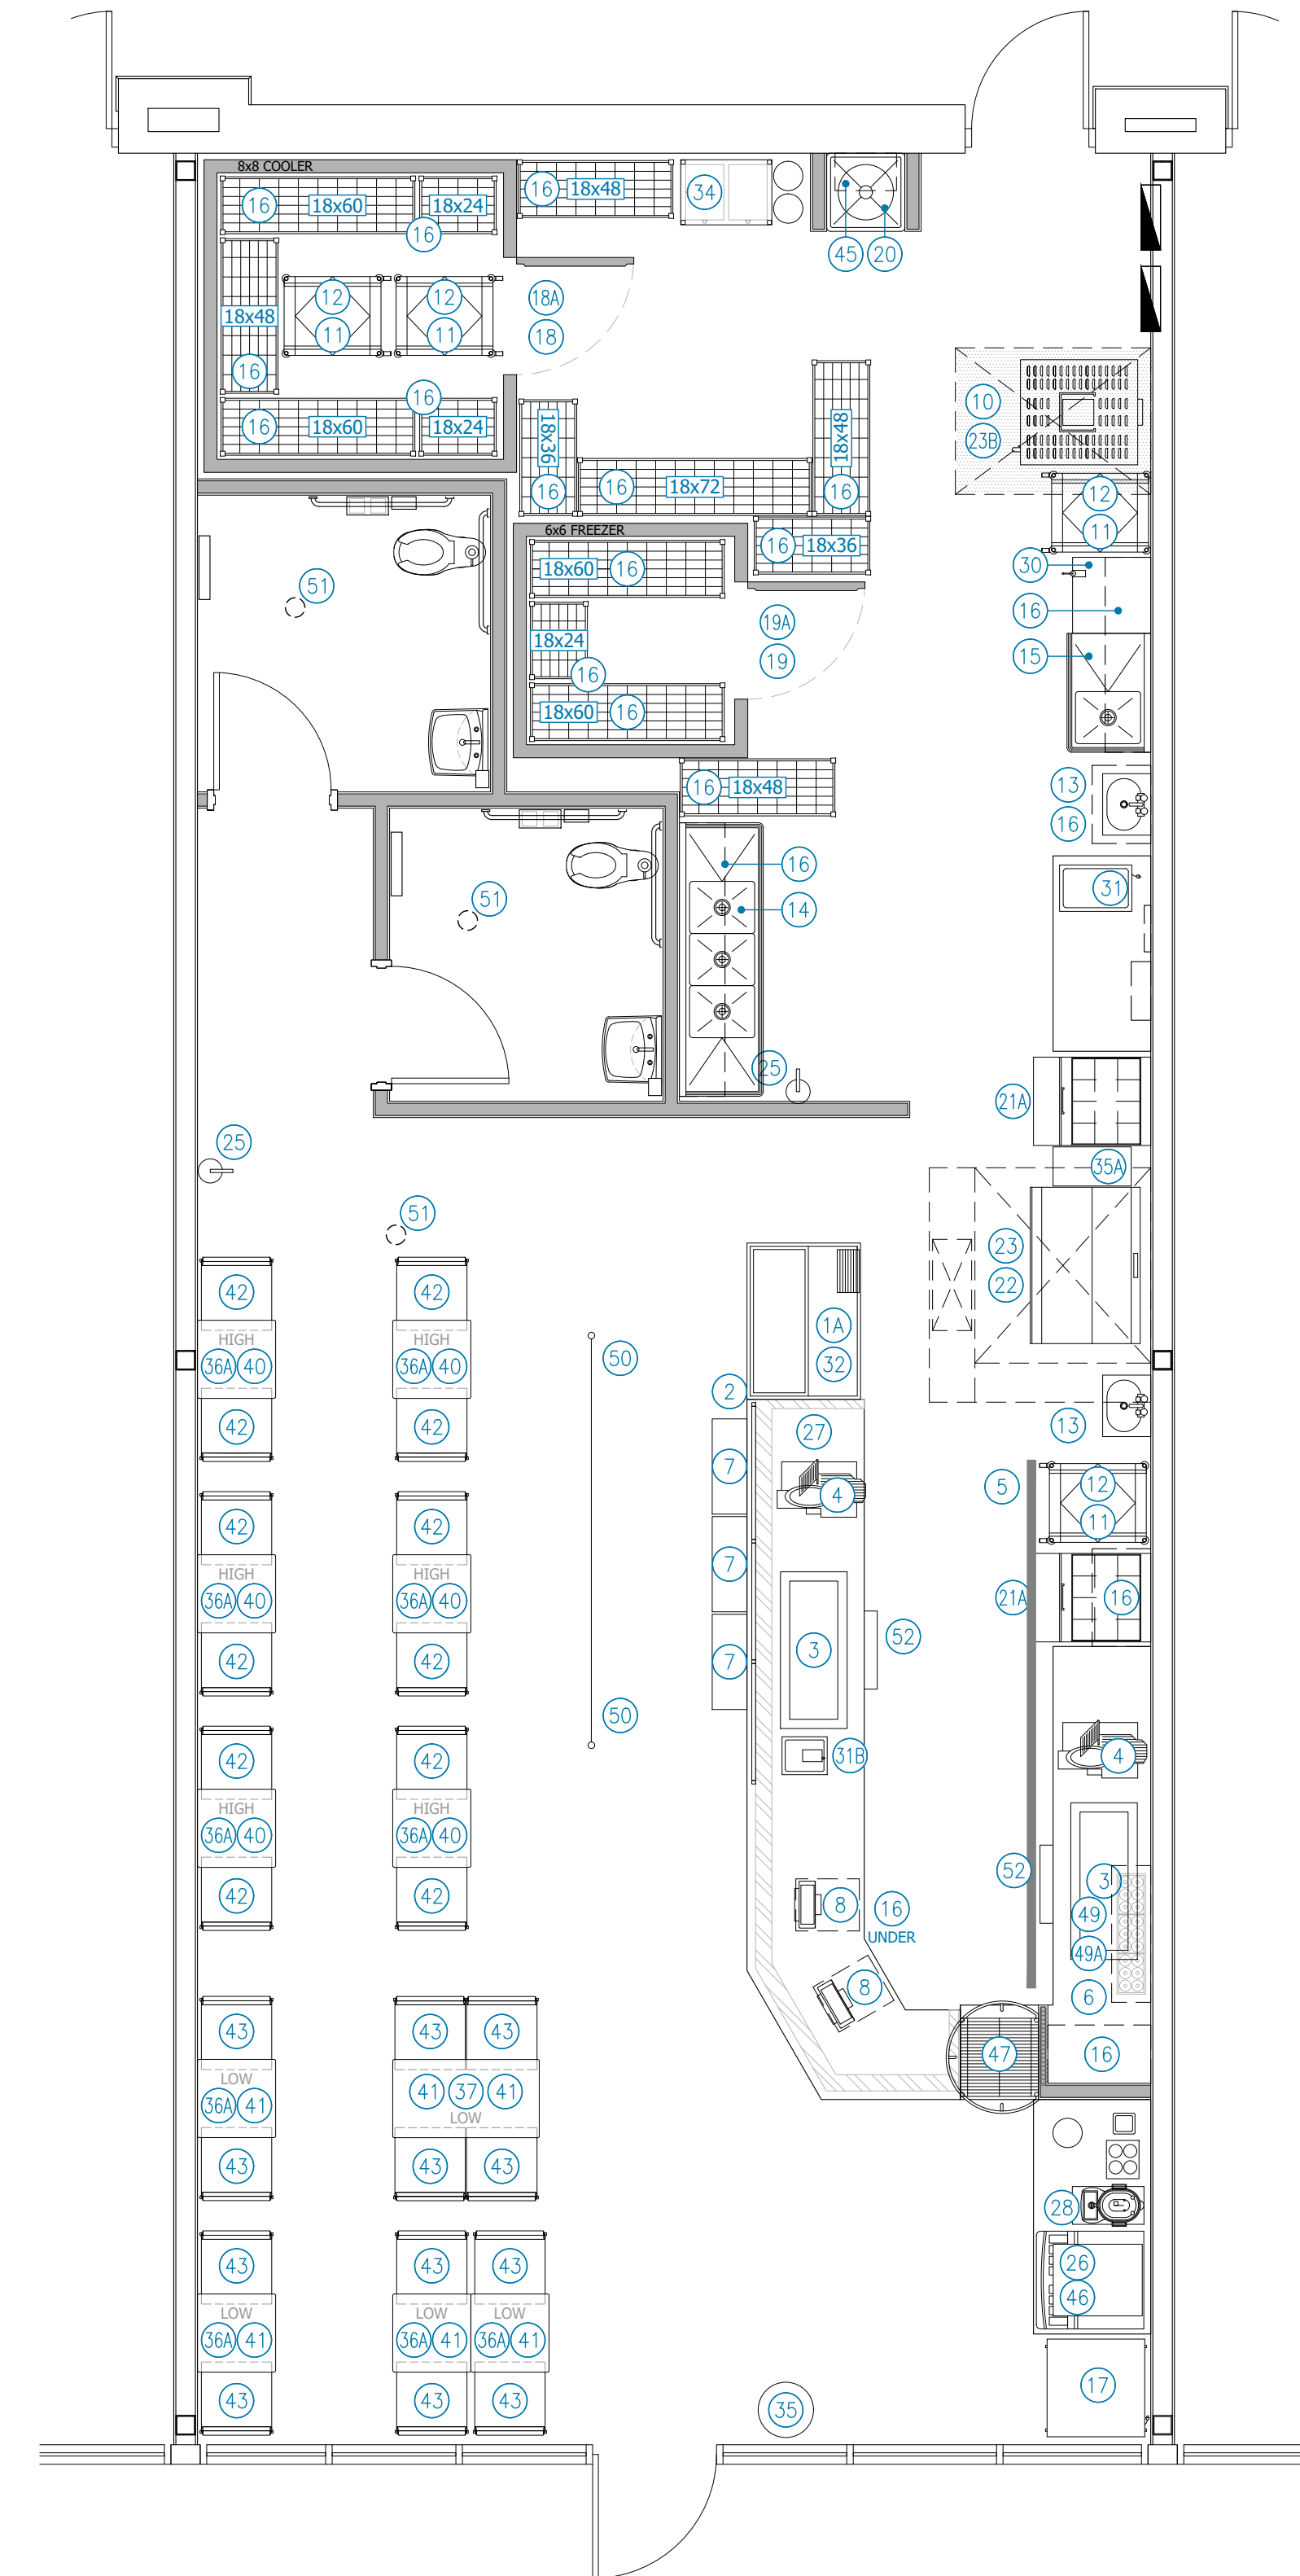 8x8 COOLER
16 18x60 18x24
16
16 18x48
34
45 20
18x48
16
12 12
11 11
18A
18
16
16 18x60 18x24
18x36
16
16 18x72
18x48
16
10
23B
12
11
6x6 FREEZER
16 18x36
18x60 16
18x24
16
18x60 16
19A
19
30
16
15
51
16 18x48
13
16
16
14
31
51
25
21A
35A
25
51
23
22
42 42
HIGH HIGH
36A 40 36A 40
42 42
50
1A
32
2
27
13
7
4
5
12
11
42 42
HIGH HIGH
36A 40 36A 40
42 42
7
21A 16
3
52
7
50
31B
4
42 42
HIGH HIGH
36A 40 36A 40
42 42
52
3
49
49A
6
8
16
UNDER
8
47
16
43 43 43
LOW
36A 41 41 37 41
LOW
43 43 43
28
26
46
43 43 43
LOW LOW LOW
36A 41 36A 41 36A 41
43 43 43
17
35